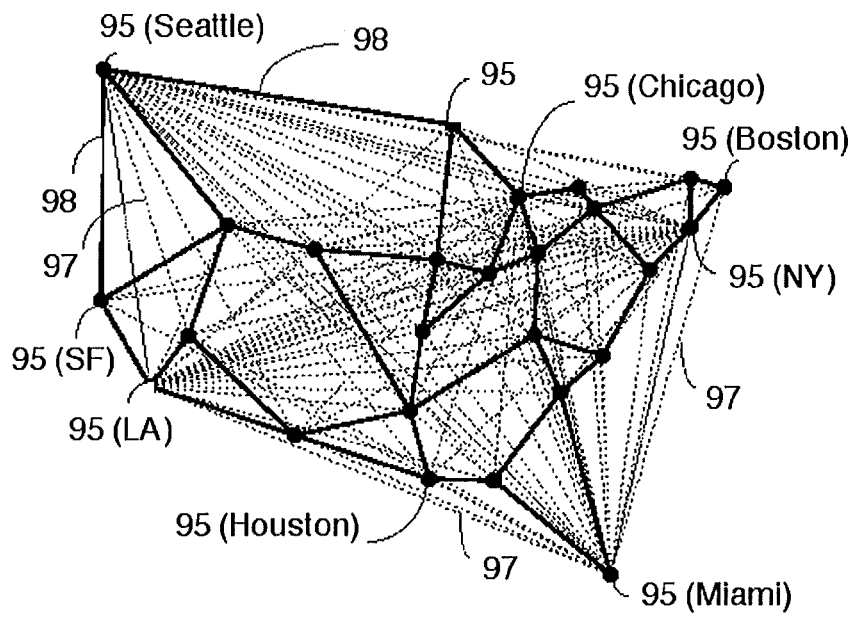 95 (Seattle)
98
95
95 (Chicago)
95 (Boston)
98
97
95 (NY)
95 (SF)
97
95 (LA)
95 (Houston)
97
95 (Miami)